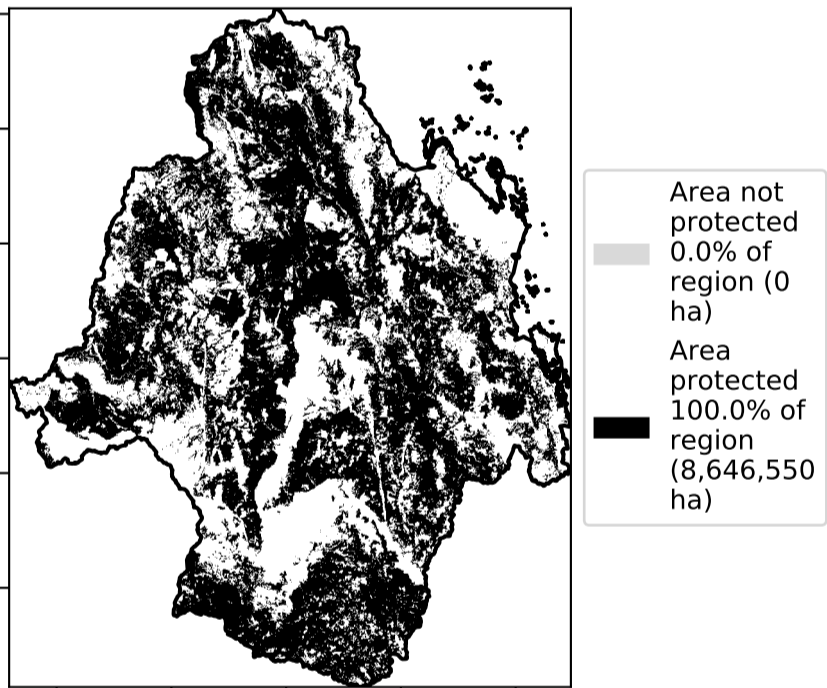 Area not
protected
0.0% of
region (0
ha)
Area
protected
100.0% of
region
(8,646,550
ha)